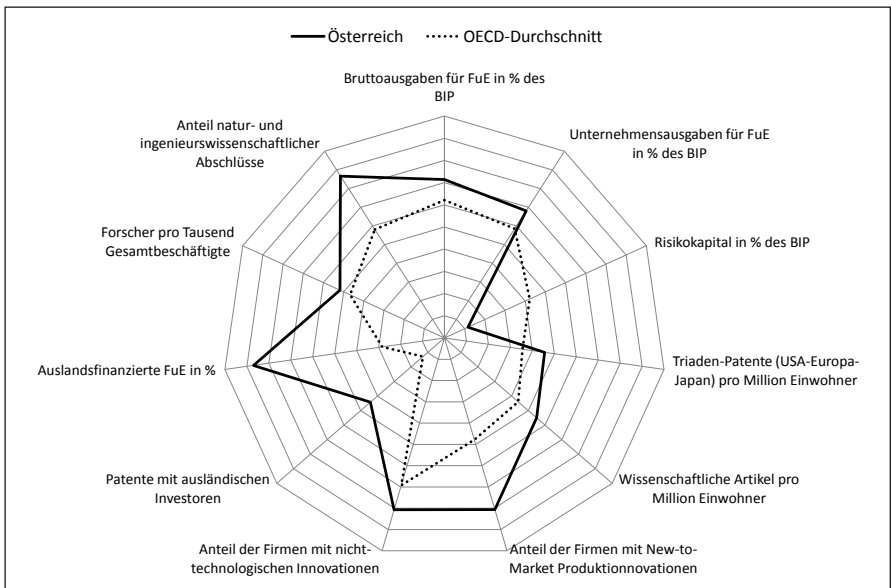 Österreich
OECD-Durchschnitt
Bruttoausgaben für FuE in % des
BIP
Unternehmensausgaben für FuE
in % des BIP
Risikokapital in % des BIP
Triaden-Patente (USA-Europa-
Japan) pro Million Einwohner
Wissenschaftliche Artikel pro
Million Einwohner
Anteil der Firmen mit New-to-
Market Produktionnovationen
Anteil der Firmen mit nicht-
technologischen Innovationen
Patente mit ausländischen
Investoren
Auslandsfinanzierte FuE in %
Forscher pro Tausend
Gesamtbeschäftigte
Anteil natur- und
ingenieurswissenschaftlicher
Abschlüsse